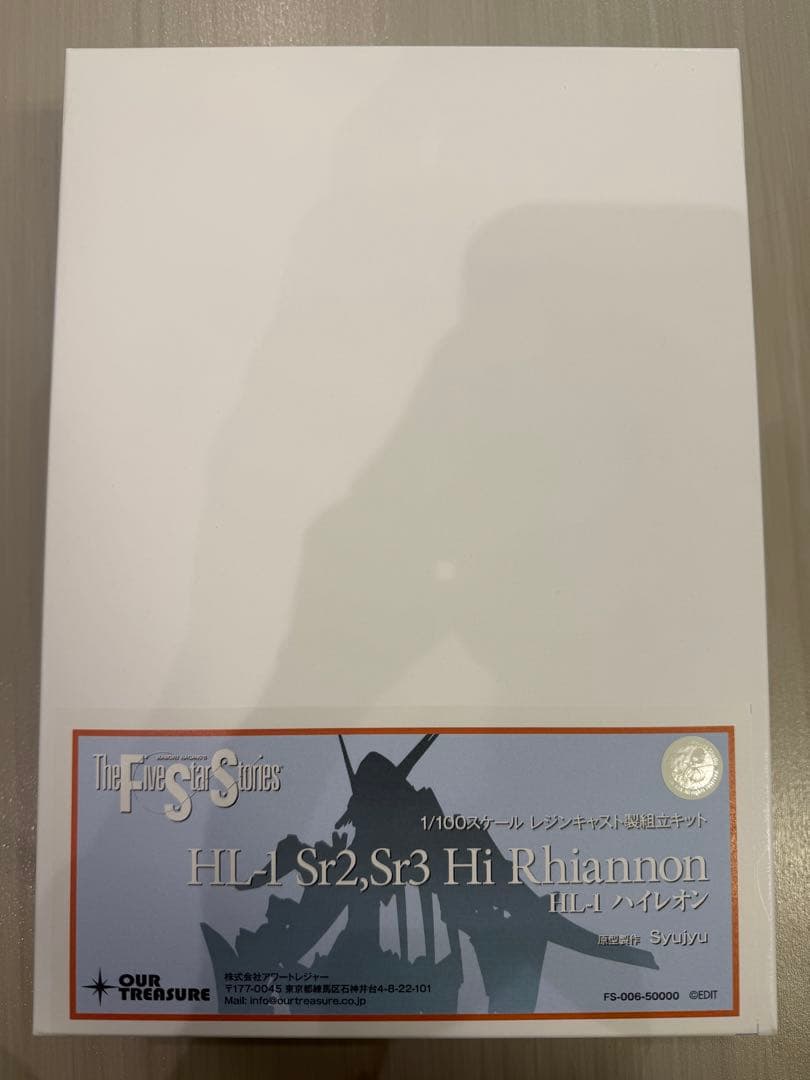 MAMORU NAGANO'S
The Five Star Stories
1/100スケール レジンキャスト製組立キット
HL-1 Sr2,Sr3 Hi Rhiannon
HL-1 ハイレオン
原型製作 Syujyu
OUR
TREASURE
株式会社アワートレジャー
〒177-0045 東京都練馬区石神井台4-8-22-101
Mail: info@ourtreasure.co.jp
FS-006-50000 ©EDIT